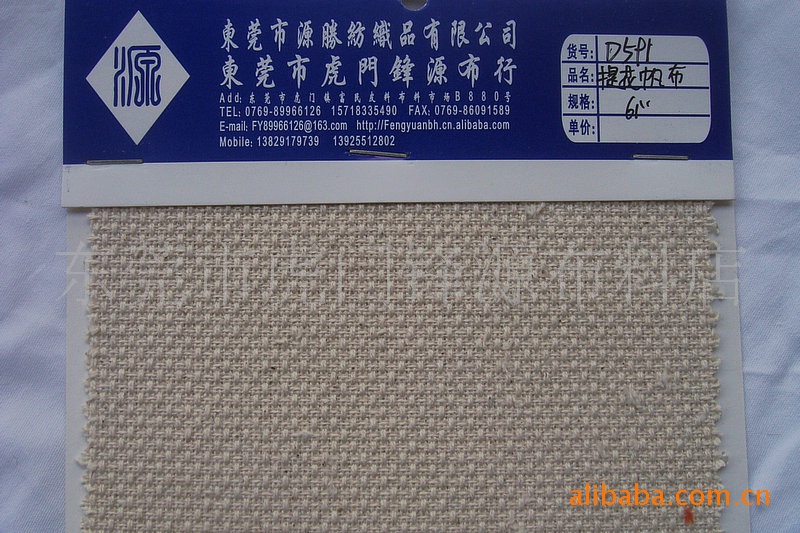 源
東莞市源勝紡織品有限公司
東莞市虎門鋒源布行
Add: 东莞市虎门镇富民皮料布料市场B880号
TEL: 0769-89966126 15718335490 FAX: 0769-86091589
E-mail: FY89966126@163.com http://Fengyuanbh.cn.alibaba.com
Mobile: 13829179739 13925512802
货号: D591
品名: 提花帆布
规格: 61"
单价:
东莞市虎门锋源布料店
alibaba.com.cn